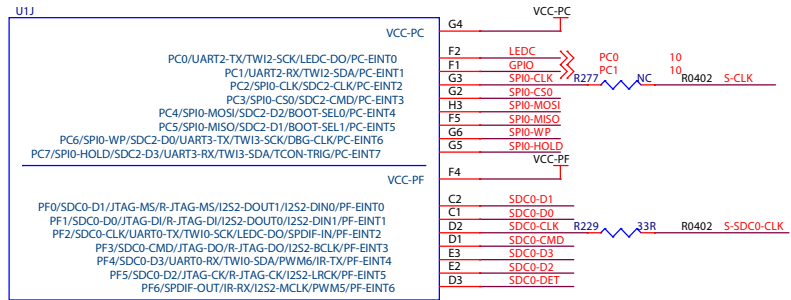 U1J
VCC-PC G4 VCC-PC
PC0/UART2-TX/TWI2-SCK/LEDC-DO/PC-EINT0 F2 LEDC PC0 10
PC1/UART2-RX/TWI2-SDA/PC-EINT1 F1 GPIO PC1 10
PC2/SPI0-CLK/SDC2-CLK/PC-EINT2 G3 SPI0-CLK R277 NC R0402 S-CLK
PC3/SPI0-CS0/SDC2-CMD/PC-EINT3 G2 SPI0-CS0
PC4/SPI0-MOSI/SDC2-D2/BOOT-SEL0/PC-EINT4 H3 SPI0-MOSI
PC5/SPI0-MISO/SDC2-D1/BOOT-SEL1/PC-EINT5 F5 SPI0-MISO
PC6/SPI0-WP/SDC2-D0/UART3-TX/TWI3-SCK/DBG-CLK/PC-EINT6 G6 SPI0-WP
PC7/SPI0-HOLD/SDC2-D3/UART3-RX/TWI3-SDA/TCON-TRIG/PC-EINT7 G5 SPI0-HOLD
VCC-PF F4 VCC-PF
PF0/SDC0-D1/JTAG-MS/R-JTAG-MS/I2S2-DOUT1/I2S2-DIN0/PF-EINT0 C2 SDC0-D1
PF1/SDC0-D0/JTAG-DI/R-JTAG-DI/I2S2-DOUT0/I2S2-DIN1/PF-EINT1 C1 SDC0-D0
PF2/SDC0-CLK/UART0-TX/TWI0-SCK/LEDC-DO/SPDIF-IN/PF-EINT2 D2 SDC0-CLK R229 33R R0402 S-SDC0-CLK
PF3/SDC0-CMD/JTAG-DO/R-JTAG-DO/I2S2-BCLK/PF-EINT3 D1 SDC0-CMD
PF4/SDC0-D3/UART0-RX/TWI0-SDA/PWM6/IR-TX/PF-EINT4 E3 SDC0-D3
PF5/SDC0-D2/JTAG-CK/R-JTAG-CK/I2S2-LRCK/PF-EINT5 E2 SDC0-D2
PF6/SPDIF-OUT/IR-RX/I2S2-MCLK/PWM5/PF-EINT6 D3 SDC0-DET